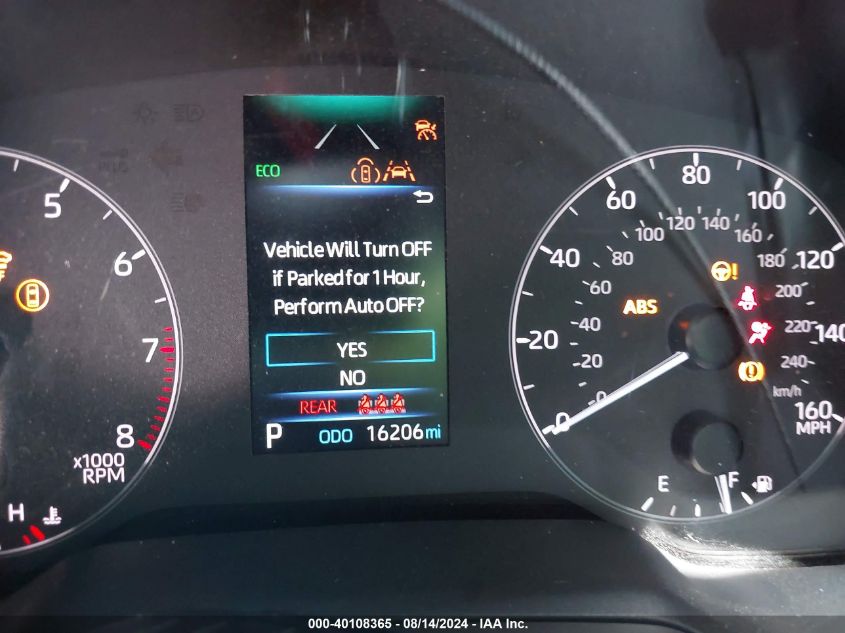 ECO
Vehicle Will Turn OFF
if Parked for 1 Hour,
Perform Auto OFF?
YES
NO
REAR
P ODO 16206 mi
5
6
7
8
x1000
RPM
H
0
20
40
60
80
100
120
140
160
MPH
0
20
40
60
80
100
120
140
160
180
200
220
240
km/h
ABS
E F
000-40108365 - 08/14/2024 - IAA Inc.